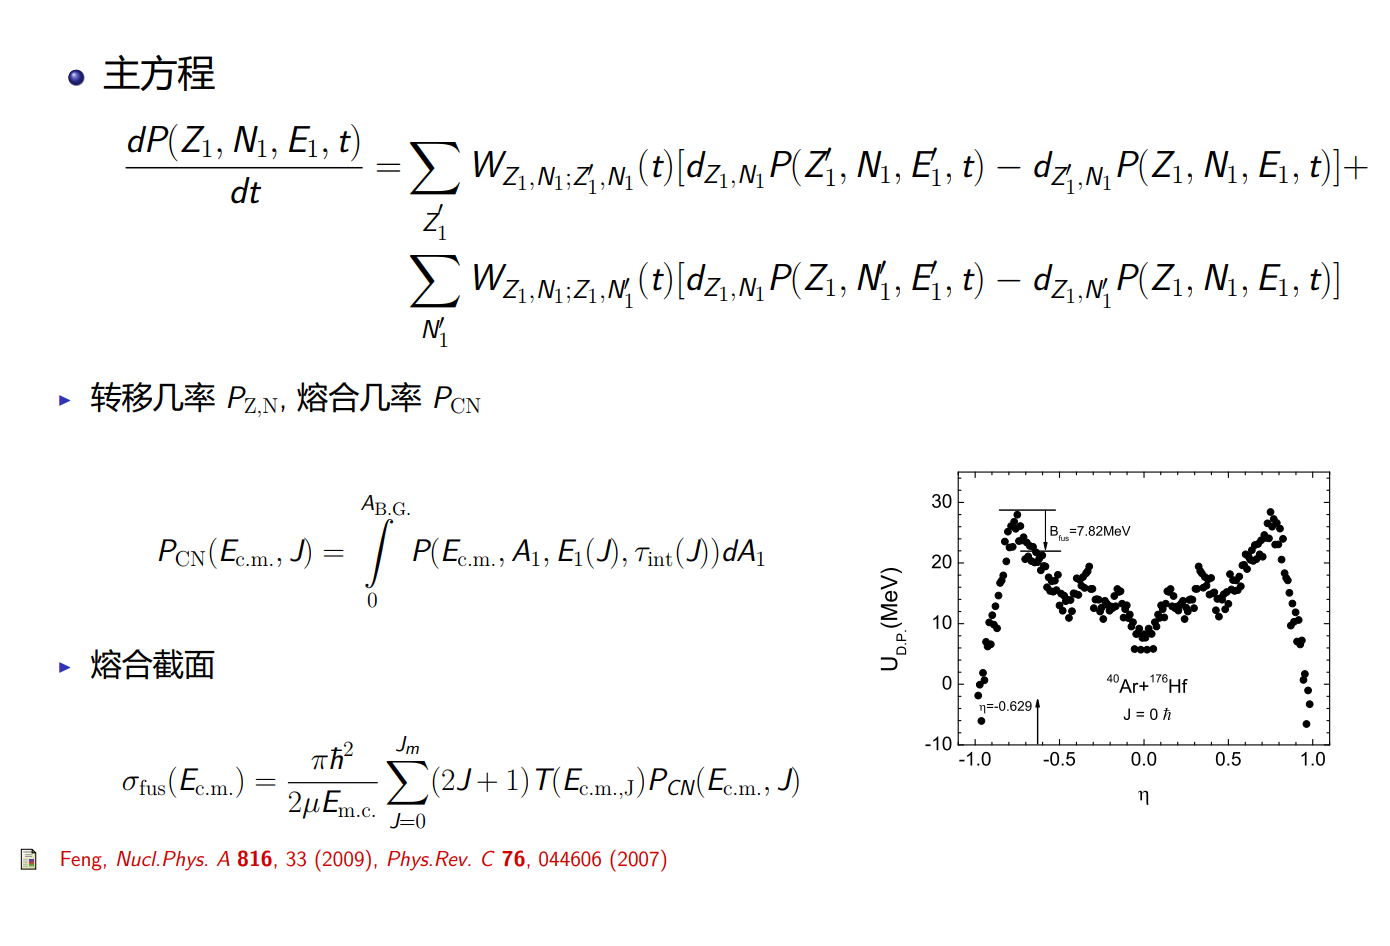 主方程
dP(Z₁, N₁, E₁, t)
dt
= ∑ W_{Z₁,N₁;Z′₁,N₁}(t)[d_{Z₁,N₁}P(Z′₁, N₁, E′₁, t) − d_{Z′₁,N₁}P(Z₁, N₁, E₁, t)]+
Z′₁
∑ W_{Z₁,N₁;Z₁,N′₁}(t)[d_{Z₁,N₁}P(Z₁, N′₁, E′₁, t) − d_{Z₁,N′₁}P(Z₁, N₁, E₁, t)]
N′₁
转移几率 P_{Z,N}, 熔合几率 P_{CN}
A_{B.G.}
P_{CN}(E_{c.m.}, J) = ∫ P(E_{c.m.}, A₁, E₁(J), τ_{int}(J))dA₁
0
熔合截面
J_m
σ_{fus}(E_{c.m.}) = πħ² / 2μE_{m.c.} ∑ (2J + 1)T(E_{c.m.,J})P_{CN}(E_{c.m.}, J)
J=0
Feng, Nucl.Phys. A 816, 33 (2009), Phys.Rev. C 76, 044606 (2007)
U_{D.P.}(MeV)
30
20
10
0
-10
B_{fus}=7.82MeV
⁴⁰Ar+¹⁷⁶Hf
η=-0.629
J = 0 ħ
-1.0 -0.5 0.0 0.5 1.0
η